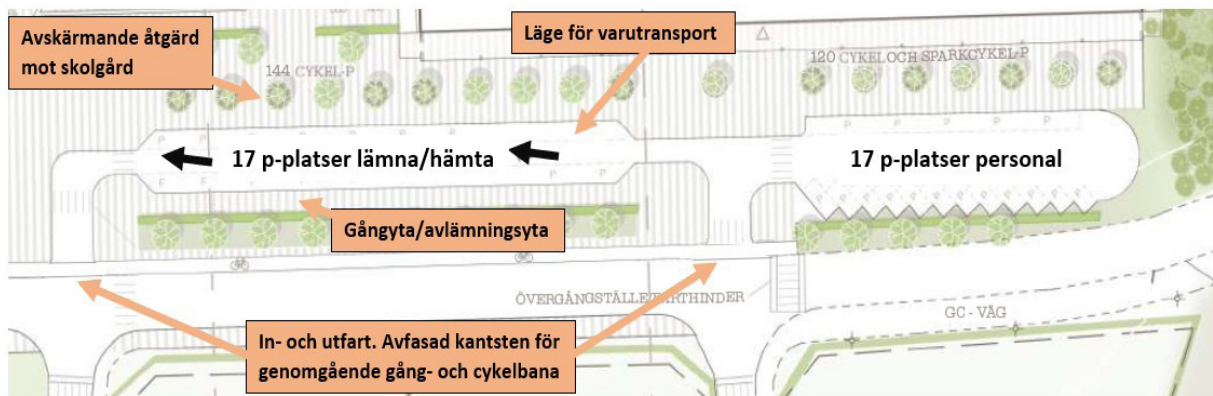 Avskärmande åtgärd
mot skolgård
Läge för varutransport
144 CYKEL-P
120 CYKEL OCH SPARKCYKEL-P
17 p-platser lämna/hämta
17 p-platser personal
Gångyta/avlämningsyta
GC - VÄG
In- och utfart. Avfasad kantsten för
genomgående gång- och cykelbana